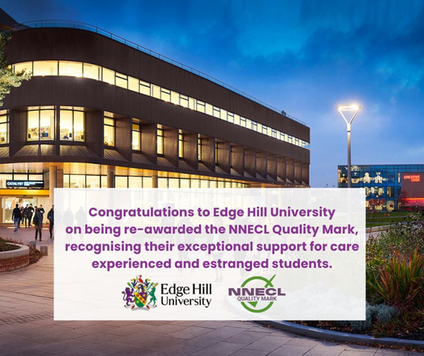 CATALYST
Congratulations to Edge Hill University
on being re-awarded the NNECL Quality Mark,
recognising their exceptional support for care
experienced and estranged students.
Edge Hill
University
NNECL
QUALITY MARK